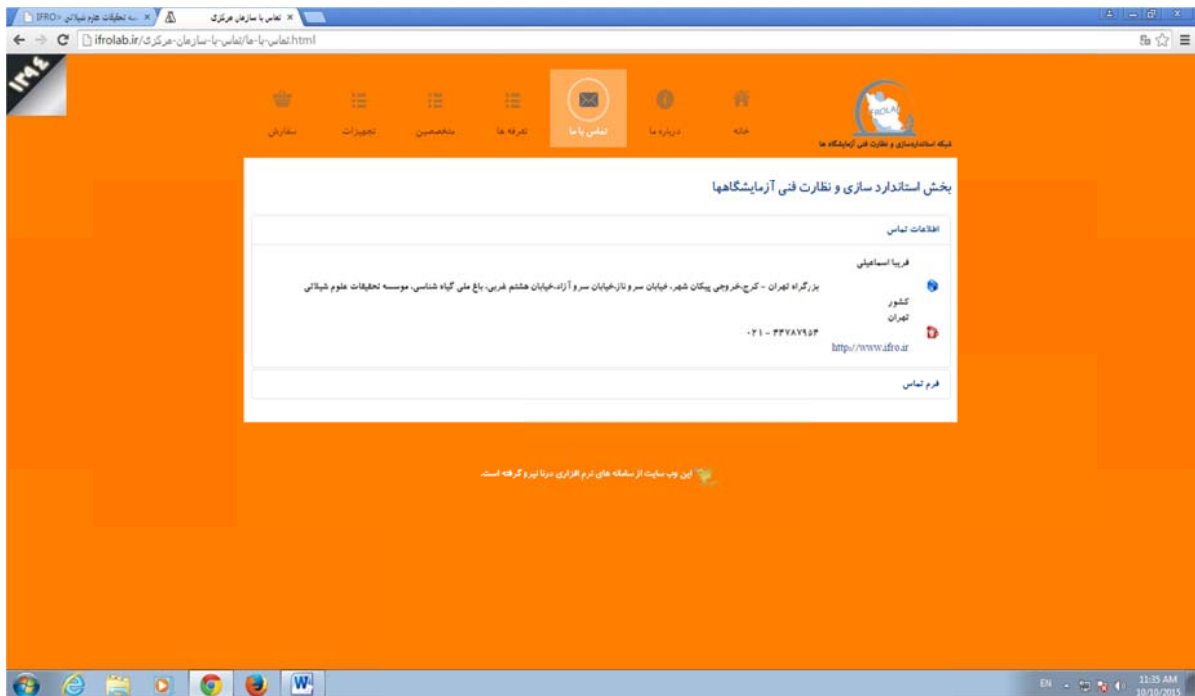 تماس با سازمان مرکزی
ifrolab.ir/تماس-با-ما/تماس-با-سازمان-مرکزی.html
۱۳۹٤
خانه
درباره ما
تماس با ما
تعرفه ها
متخصصین
تجهیزات
سفارش
شبکه استانداردسازی و نظارت فنی آزمایشگاه ها
بخش استاندارد سازی و نظارت فنی آزمایشگاهها
اطلاعات تماس
فریبا اسماعیلی
بزرگراه تهران - کرج،خروجی پیکان شهر، خیابان سرو ناز،خیابان سرو آزاد،خیابان هشتم غربی، باغ ملی گیاه شناسی، موسسه تحقیقات علوم شیلاتی
کشور
تهران
۰۲۱ - ۴۴۷۸۷۹۵۳
http://www.ifro.ir
فرم تماس
این وب سایت از سامانه های نرم افزاری درنا نیرو گرفته است.
EN
11:35 AM
10/10/2015